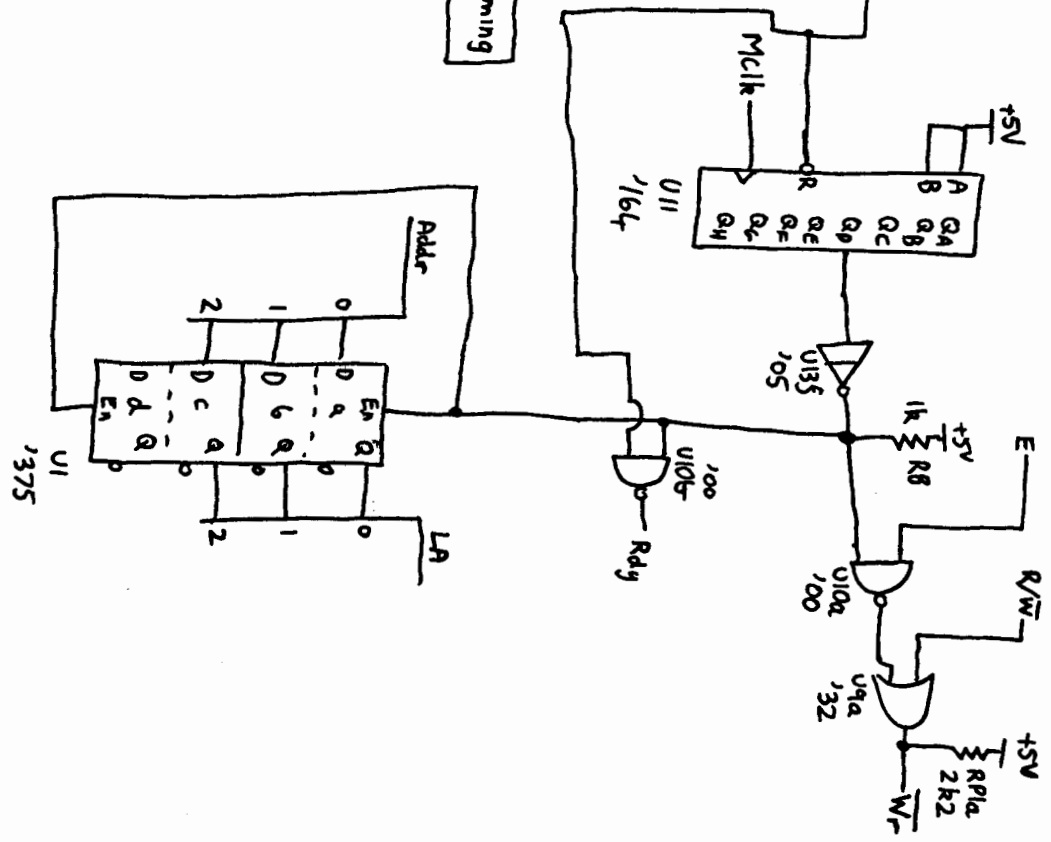 +5V
E
R/W̅
+5V
RP1a
2k2
W̅r̅
+5V
R8
1k
A QA
B QB
QC
QD
QE
R QF
QG
QH
U11
'164
U13f
'05
U10a
'00
U9a
'32
MClk
'00
U10b
Rdy
ming
Addr
LA
0
1
2
0
1
2
En
D a Q
D b Q
D c Q
D d Q
En
U1
'375